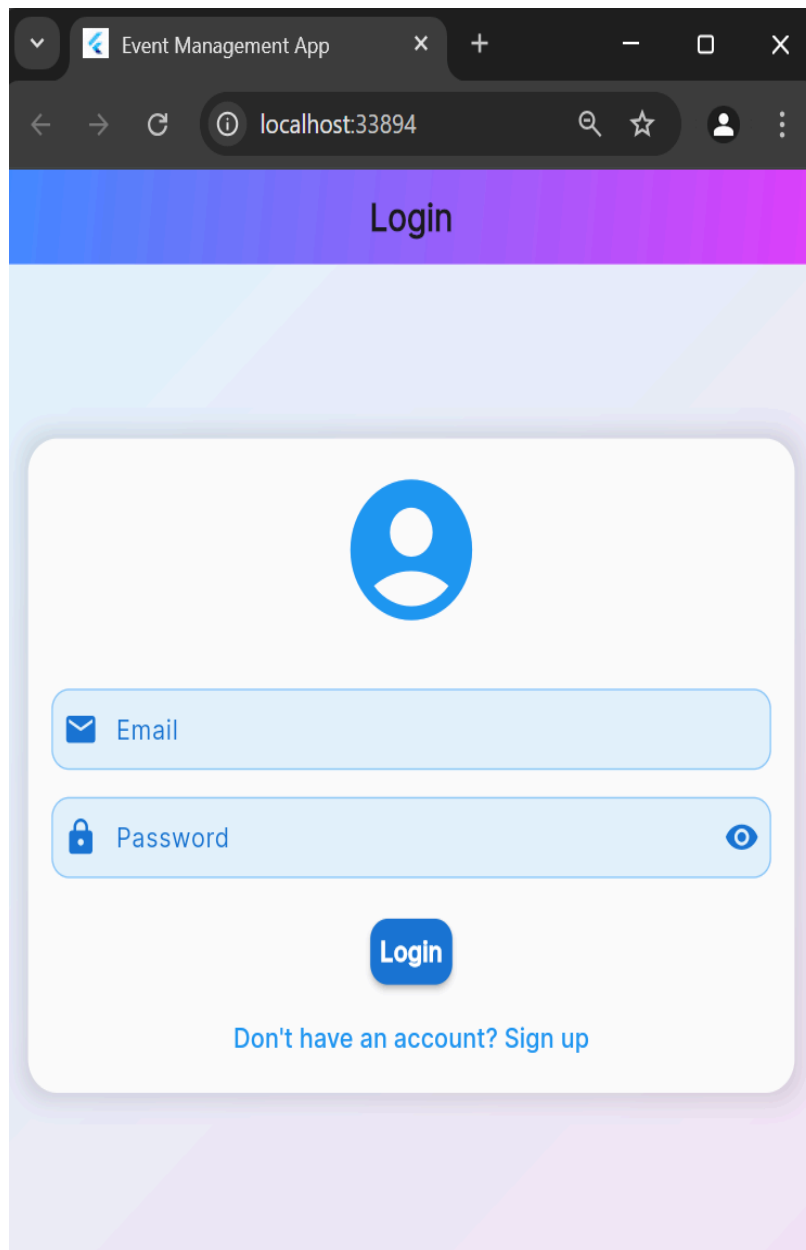 Event Management App
localhost:33894
Login
Email
Password
Login
Don't have an account? Sign up